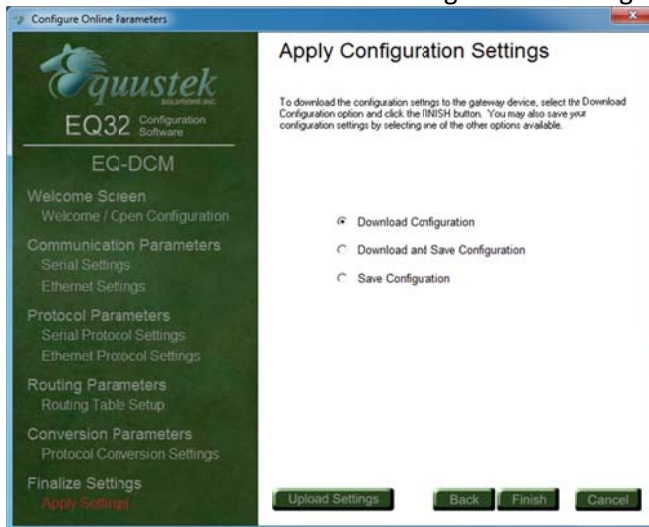 Configure Online Parameters
Equustek
SOLUTIONS INC.
EQ32 Configuration Software
EQ-DCM
Welcome Screen
Welcome / Open Configuration
Communication Parameters
Serial Settings
Ethernet Settings
Protocol Parameters
Serial Protocol Settings
Ethernet Protocol Settings
Routing Parameters
Routing Table Setup
Conversion Parameters
Protocol Conversion Settings
Finalize Settings
Apply Settings
Apply Configuration Settings
To download the configuration settings to the gateway device, select the Download
Configuration option and click the FINISH button. You may also save your
configuration settings by selecting one of the other options available.
Download Configuration
Download and Save Configuration
Save Configuration
Upload Settings Back Finish Cancel